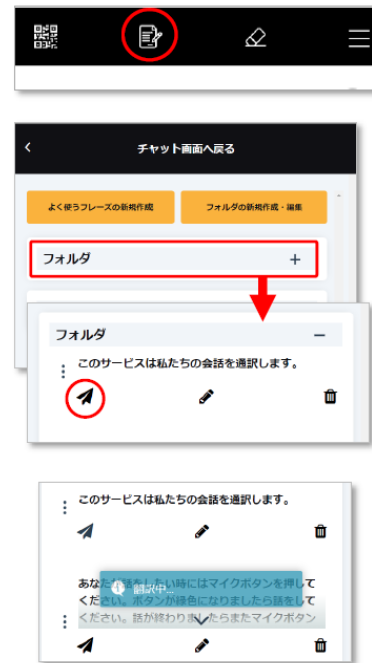 チャット画面へ戻る
よく使うフレーズの新規作成
フォルダの新規作成・編集
フォルダ
フォルダ
このサービスは私たちの会話を通訳します。
このサービスは私たちの会話を通訳します。
翻訳中...
あなたが話をしたい時にはマイクボタンを押して
ください。ボタンが緑色になりましたら話をして
ください。話が終わりましたらまたマイクボタン